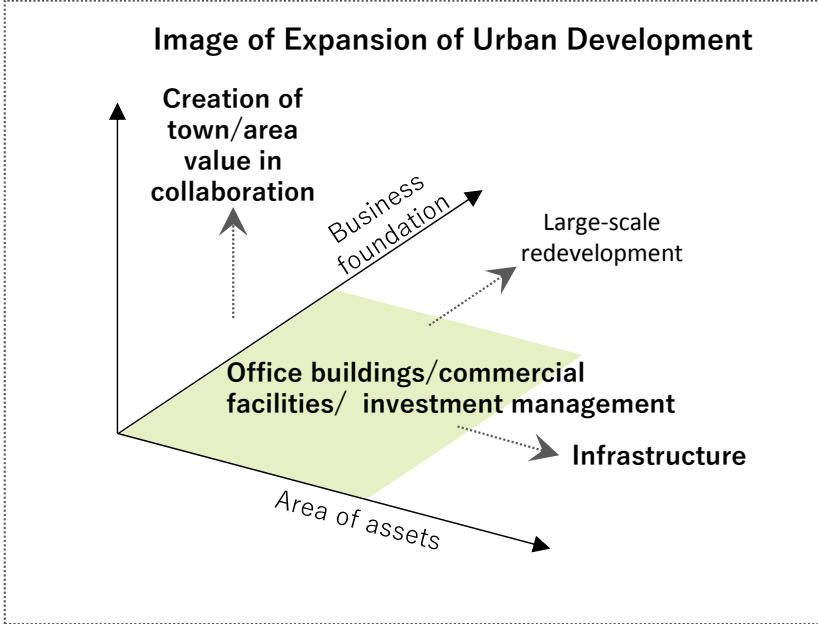 Image of Expansion of Urban Development
Creation of
town/area
value in
collaboration
Business
foundation
Large-scale
redevelopment
Office buildings/commercial
facilities/ investment management
Infrastructure
Area of assets